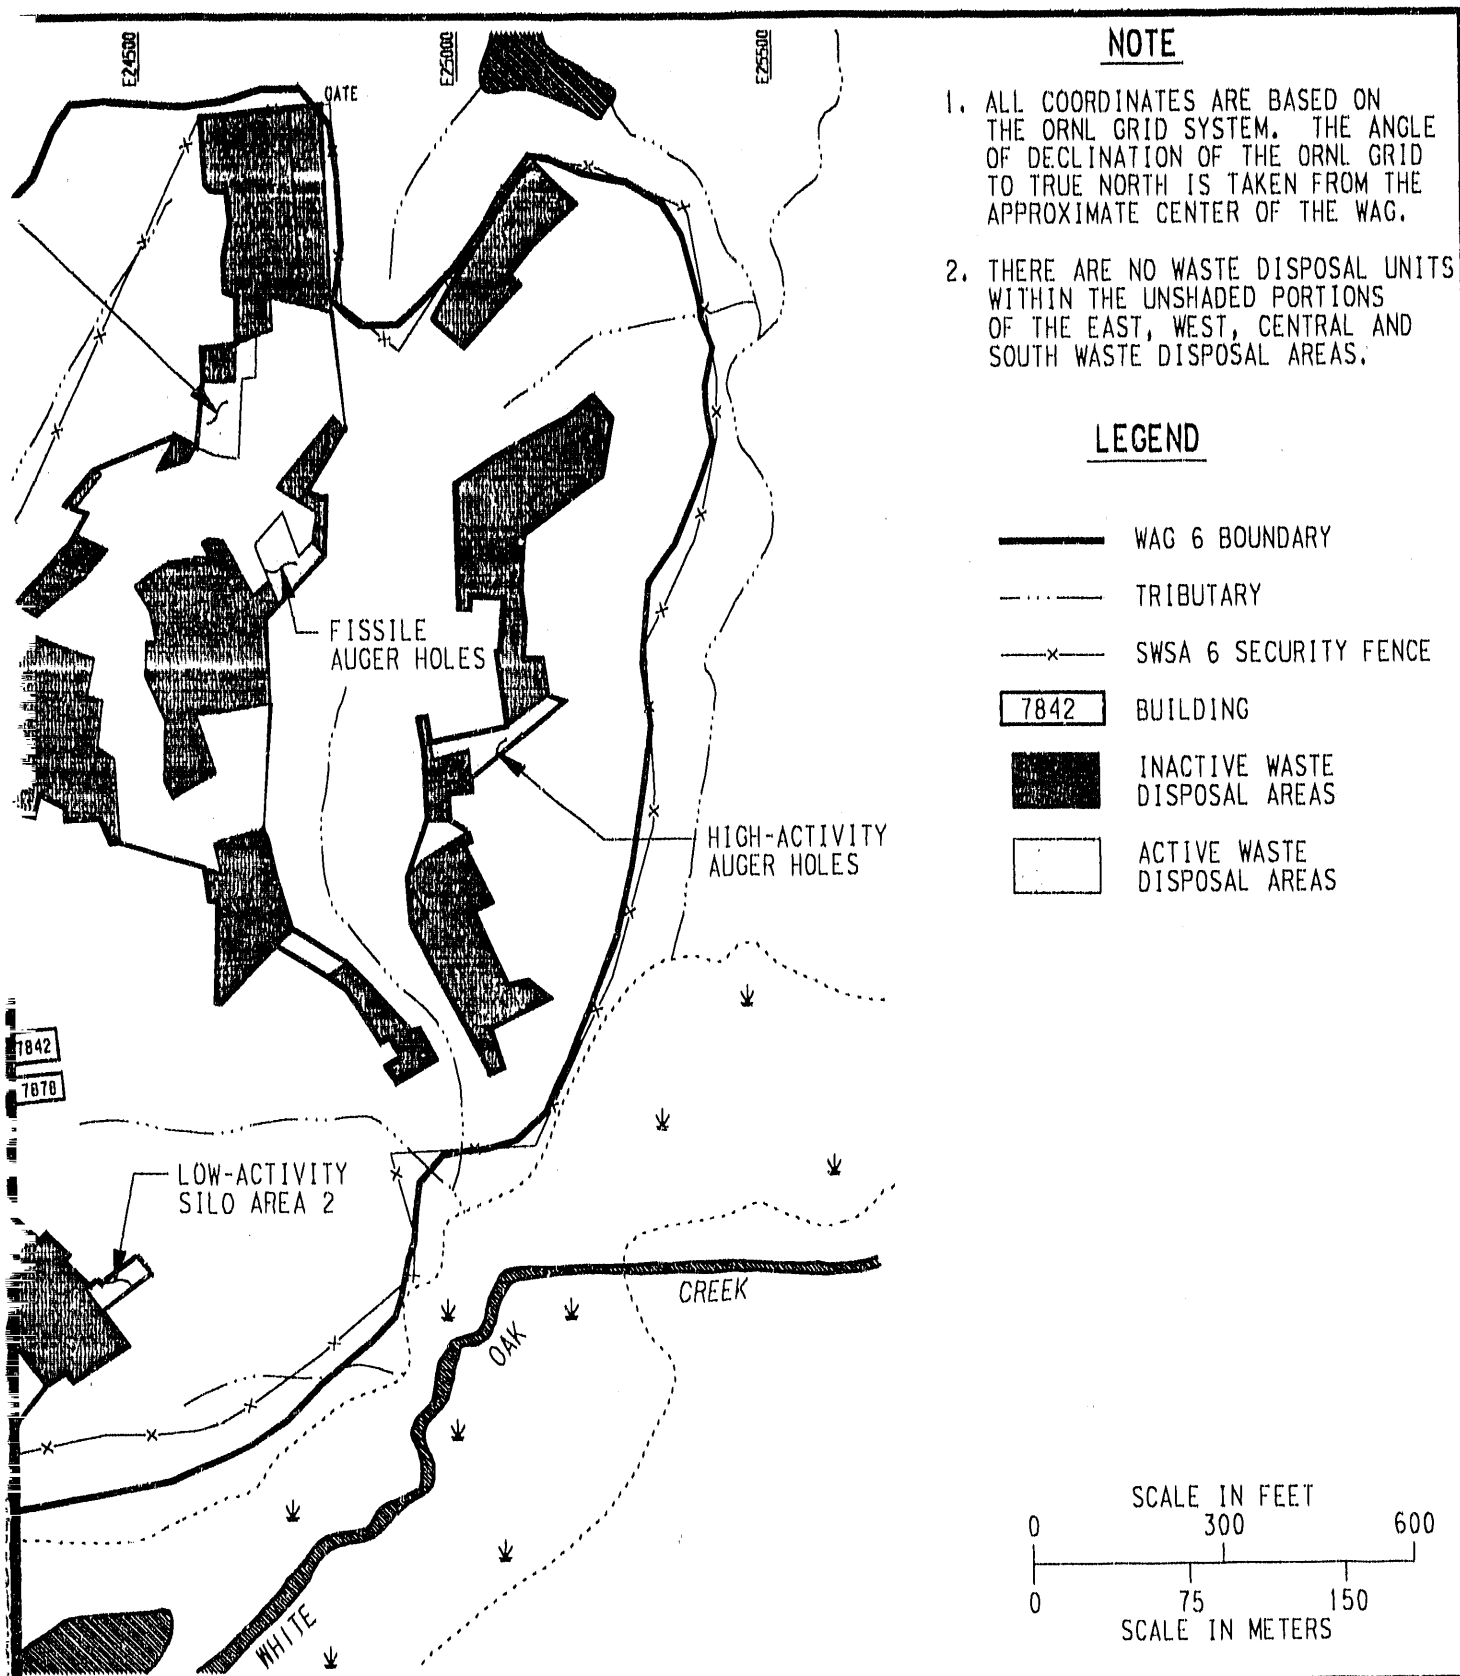 E24500
E25000
E25500
GATE
NOTE
1. ALL COORDINATES ARE BASED ON
THE ORNL GRID SYSTEM. THE ANGLE
OF DECLINATION OF THE ORNL GRID
TO TRUE NORTH IS TAKEN FROM THE
APPROXIMATE CENTER OF THE WAG.
2. THERE ARE NO WASTE DISPOSAL UNITS
WITHIN THE UNSHADED PORTIONS
OF THE EAST, WEST, CENTRAL AND
SOUTH WASTE DISPOSAL AREAS.
LEGEND
WAG 6 BOUNDARY
TRIBUTARY
SWSA 6 SECURITY FENCE
7842 BUILDING
INACTIVE WASTE
DISPOSAL AREAS
ACTIVE WASTE
DISPOSAL AREAS
FISSILE
AUGER HOLES
HIGH-ACTIVITY
AUGER HOLES
7842
7878
LOW-ACTIVITY
SILO AREA 2
CREEK
OAK
WHITE
SCALE IN FEET
0 300 600
0 75 150
SCALE IN METERS